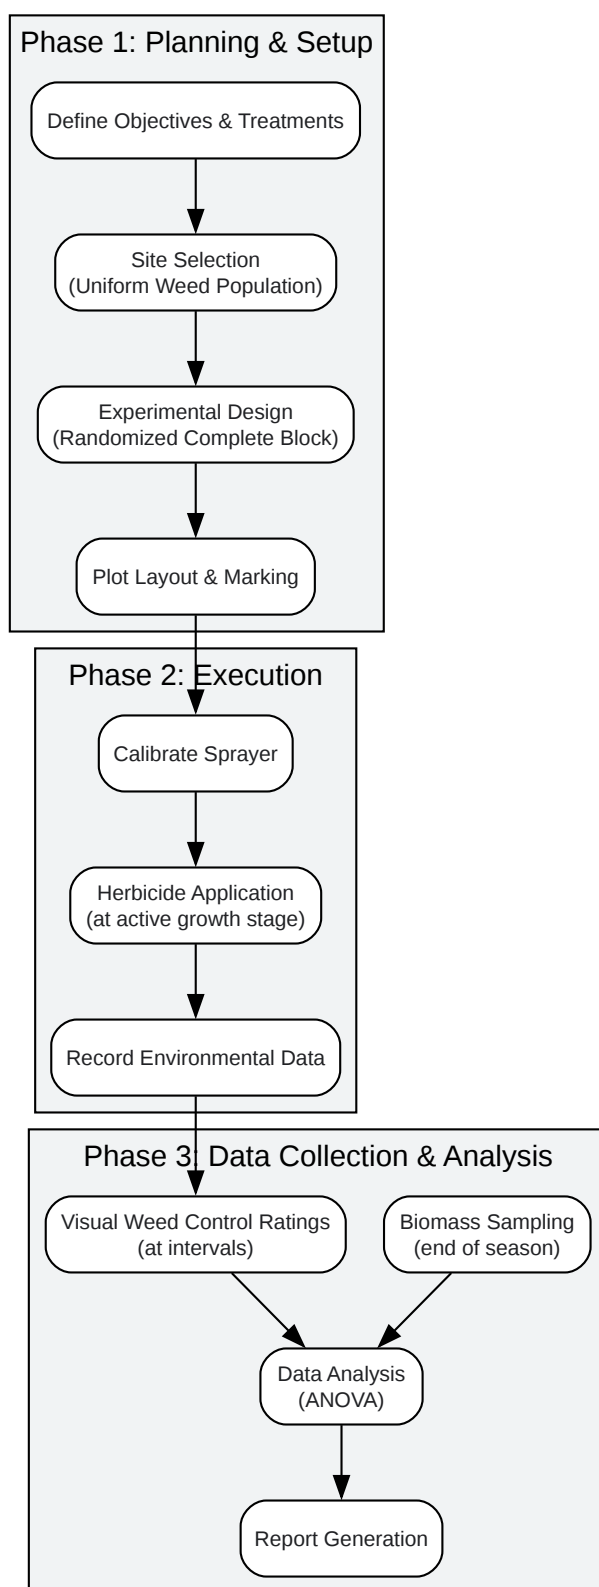 Phase 1: Planning & Setup
Define Objectives & Treatments
Site Selection
(Uniform Weed Population)
Experimental Design
(Randomized Complete Block)
Plot Layout & Marking
Phase 2: Execution
Calibrate Sprayer
Herbicide Application
(at active growth stage)
Record Environmental Data
Phase 3: Data Collection & Analysis
Visual Weed Control Ratings
(at intervals)
Biomass Sampling
(end of season)
Data Analysis
(ANOVA)
Report Generation